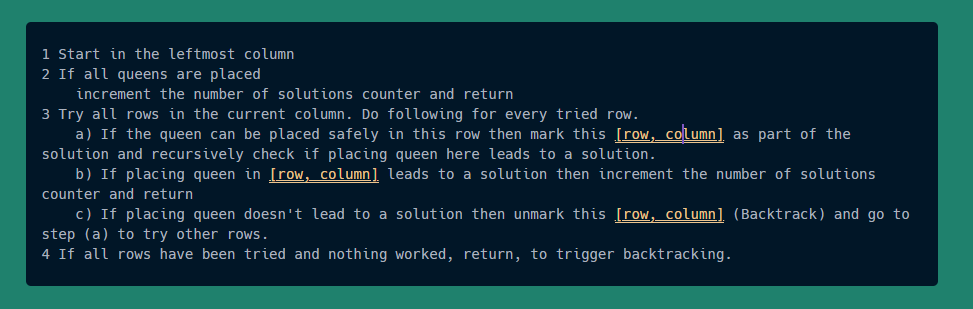 1 Start in the leftmost column
2 If all queens are placed
    increment the number of solutions counter and return
3 Try all rows in the current column. Do following for every tried row.
    a) If the queen can be placed safely in this row then mark this [row, column] as part of the
solution and recursively check if placing queen here leads to a solution.
    b) If placing queen in [row, column] leads to a solution then increment the number of solutions
counter and return
    c) If placing queen doesn't lead to a solution then unmark this [row, column] (Backtrack) and go to
step (a) to try other rows.
4 If all rows have been tried and nothing worked, return, to trigger backtracking.